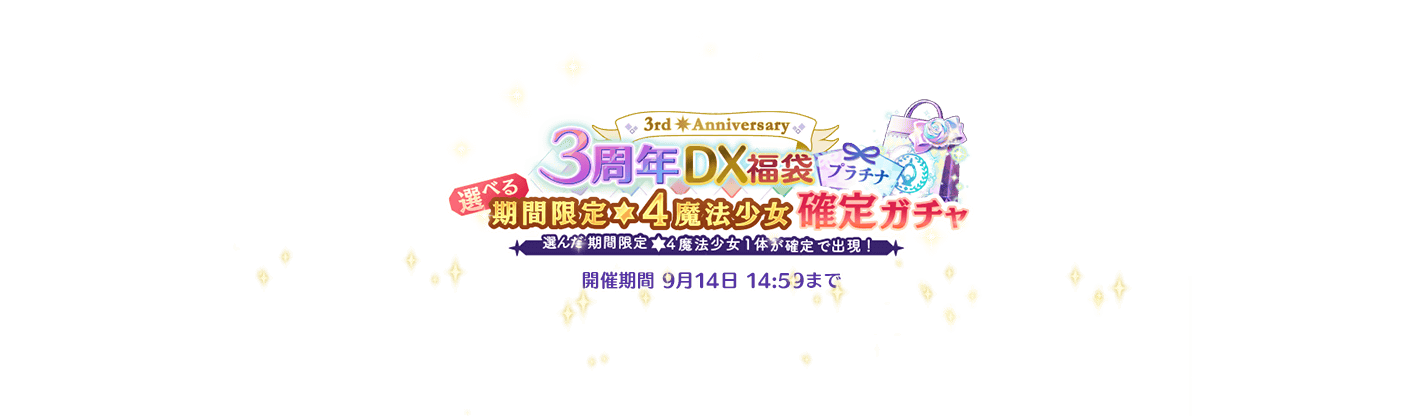 3rd✷Anniversary
3周年DX福袋 プラチナ
選べる
期間限定★4魔法少女確定ガチャ
選んだ期間限定★4魔法少女1体が確定で出現！
開催期間 9月14日 14:59まで